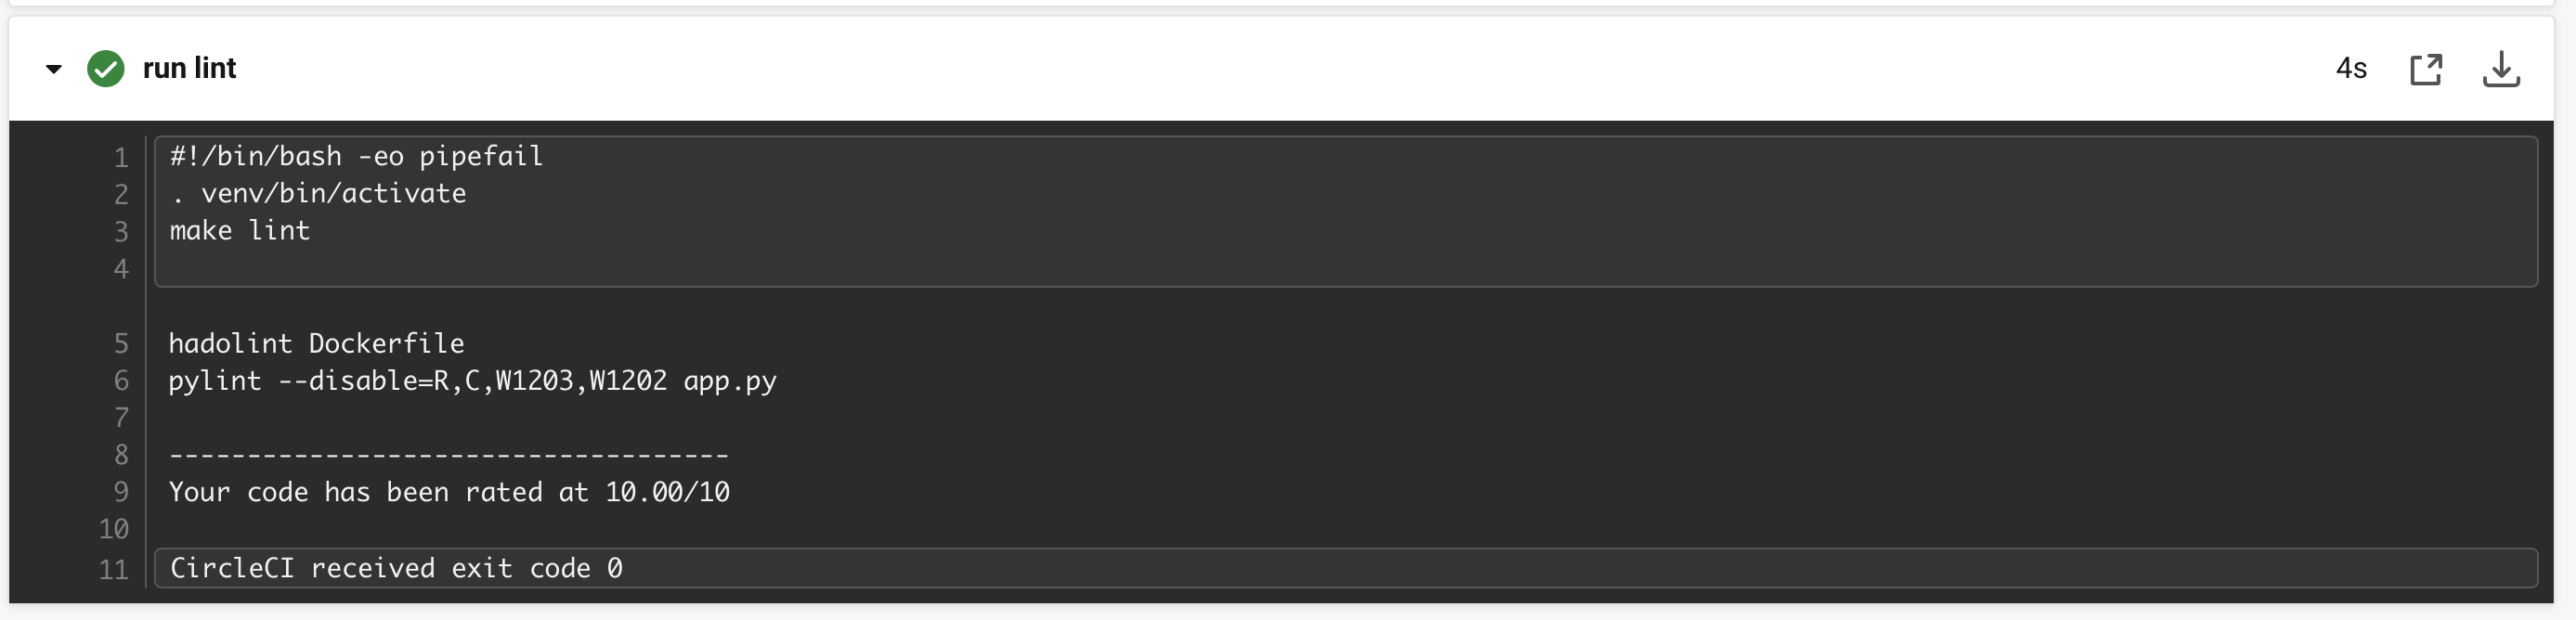 run lint
4s
1 #!/bin/bash -eo pipefail
2 . venv/bin/activate
3 make lint
4
5 hadolint Dockerfile
6 pylint --disable=R,C,W1203,W1202 app.py
7
8 ------------------------------------
9 Your code has been rated at 10.00/10
10
11 CircleCI received exit code 0